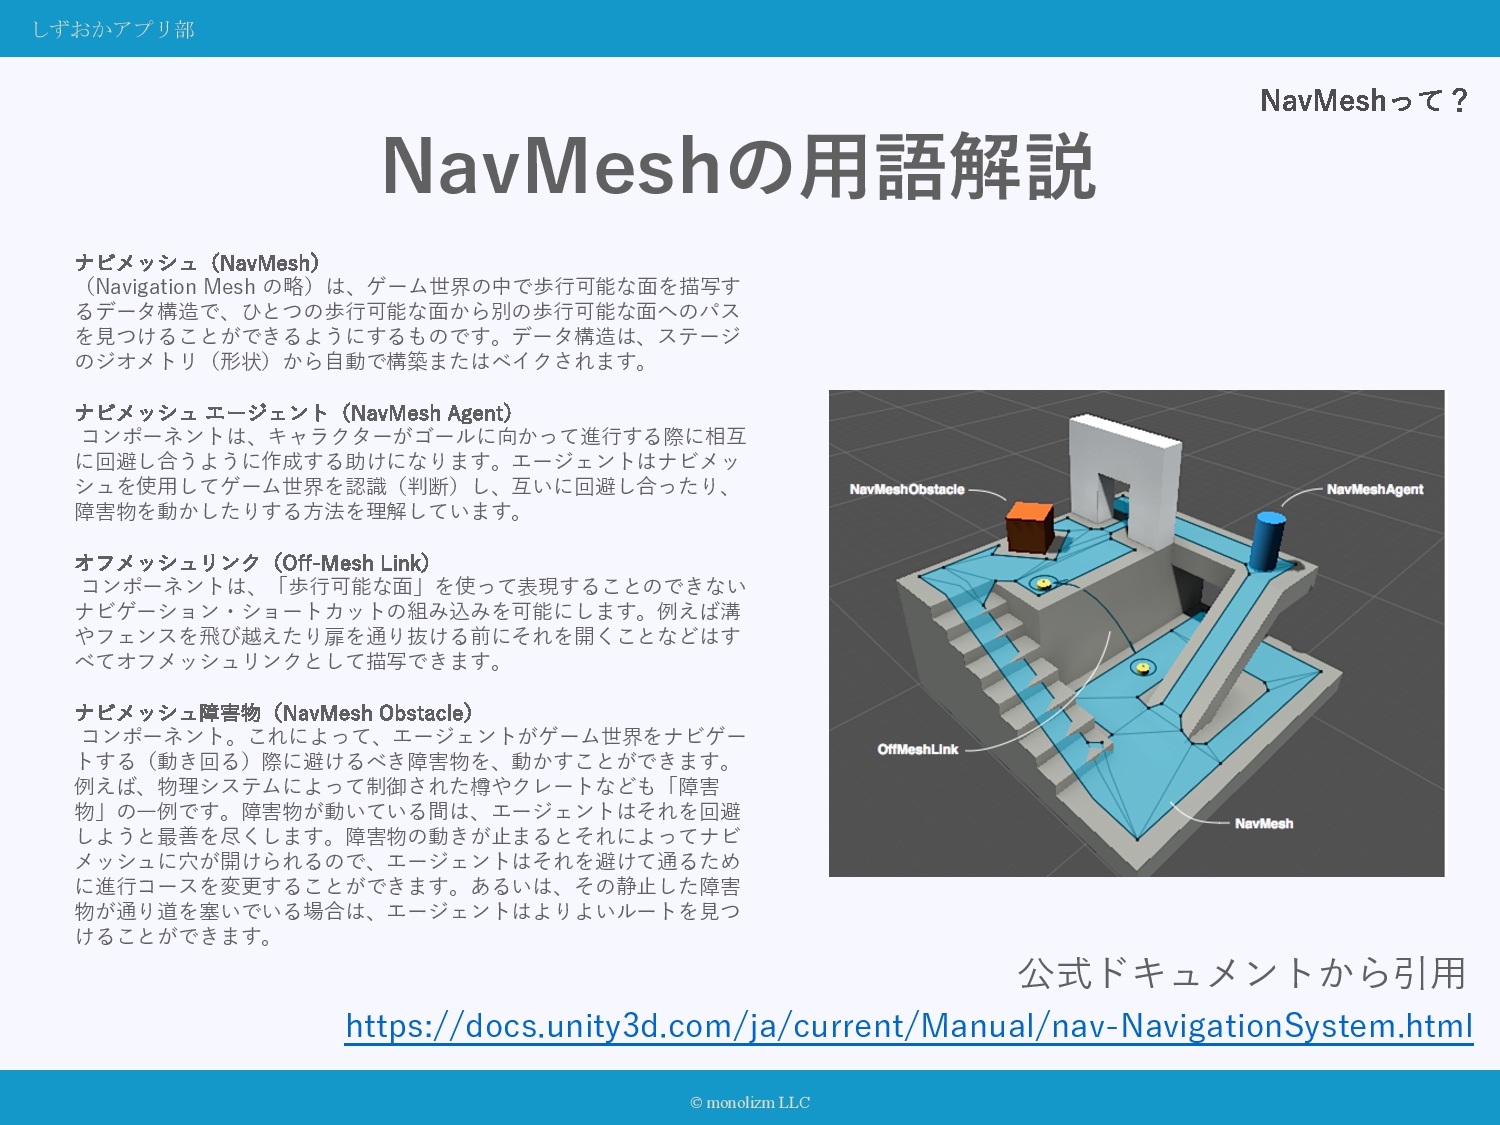 しずおかアプリ部
NavMeshって？
NavMeshの用語解説
ナビメッシュ（NavMesh）
（Navigation Mesh の略）は、ゲーム世界の中で歩行可能な面を描写す
るデータ構造で、ひとつの歩行可能な面から別の歩行可能な面へのパス
を見つけることができるようにするものです。データ構造は、ステージ
のジオメトリ（形状）から自動で構築またはベイクされます。
ナビメッシュ エージェント（NavMesh Agent）
コンポーネントは、キャラクターがゴールに向かって進行する際に相互
に回避し合うように作成する助けになります。エージェントはナビメッ
シュを使用してゲーム世界を認識（判断）し、互いに回避し合ったり、
障害物を動かしたりする方法を理解しています。
オフメッシュリンク（Off-Mesh Link）
コンポーネントは、「歩行可能な面」を使って表現することのできない
ナビゲーション・ショートカットの組み込みを可能にします。例えば溝
やフェンスを飛び越えたり扉を通り抜ける前にそれを開くことなどはす
べてオフメッシュリンクとして描写できます。
ナビメッシュ障害物（NavMesh Obstacle）
コンポーネント。これによって、エージェントがゲーム世界をナビゲー
トする（動き回る）際に避けるべき障害物を、動かすことができます。
例えば、物理システムによって制御された樽やクレートなども「障害
物」の一例です。障害物が動いている間は、エージェントはそれを回避
しようと最善を尽くします。障害物の動きが止まるとそれによってナビ
メッシュに穴が開けられるので、エージェントはそれを避けて通るため
に進行コースを変更することができます。あるいは、その静止した障害
物が通り道を塞いでいる場合は、エージェントはよりよいルートを見つ
けることができます。
NavMeshObstacle
NavMeshAgent
OffMeshLink
NavMesh
公式ドキュメントから引用
https://docs.unity3d.com/ja/current/Manual/nav-NavigationSystem.html
© monolizm LLC